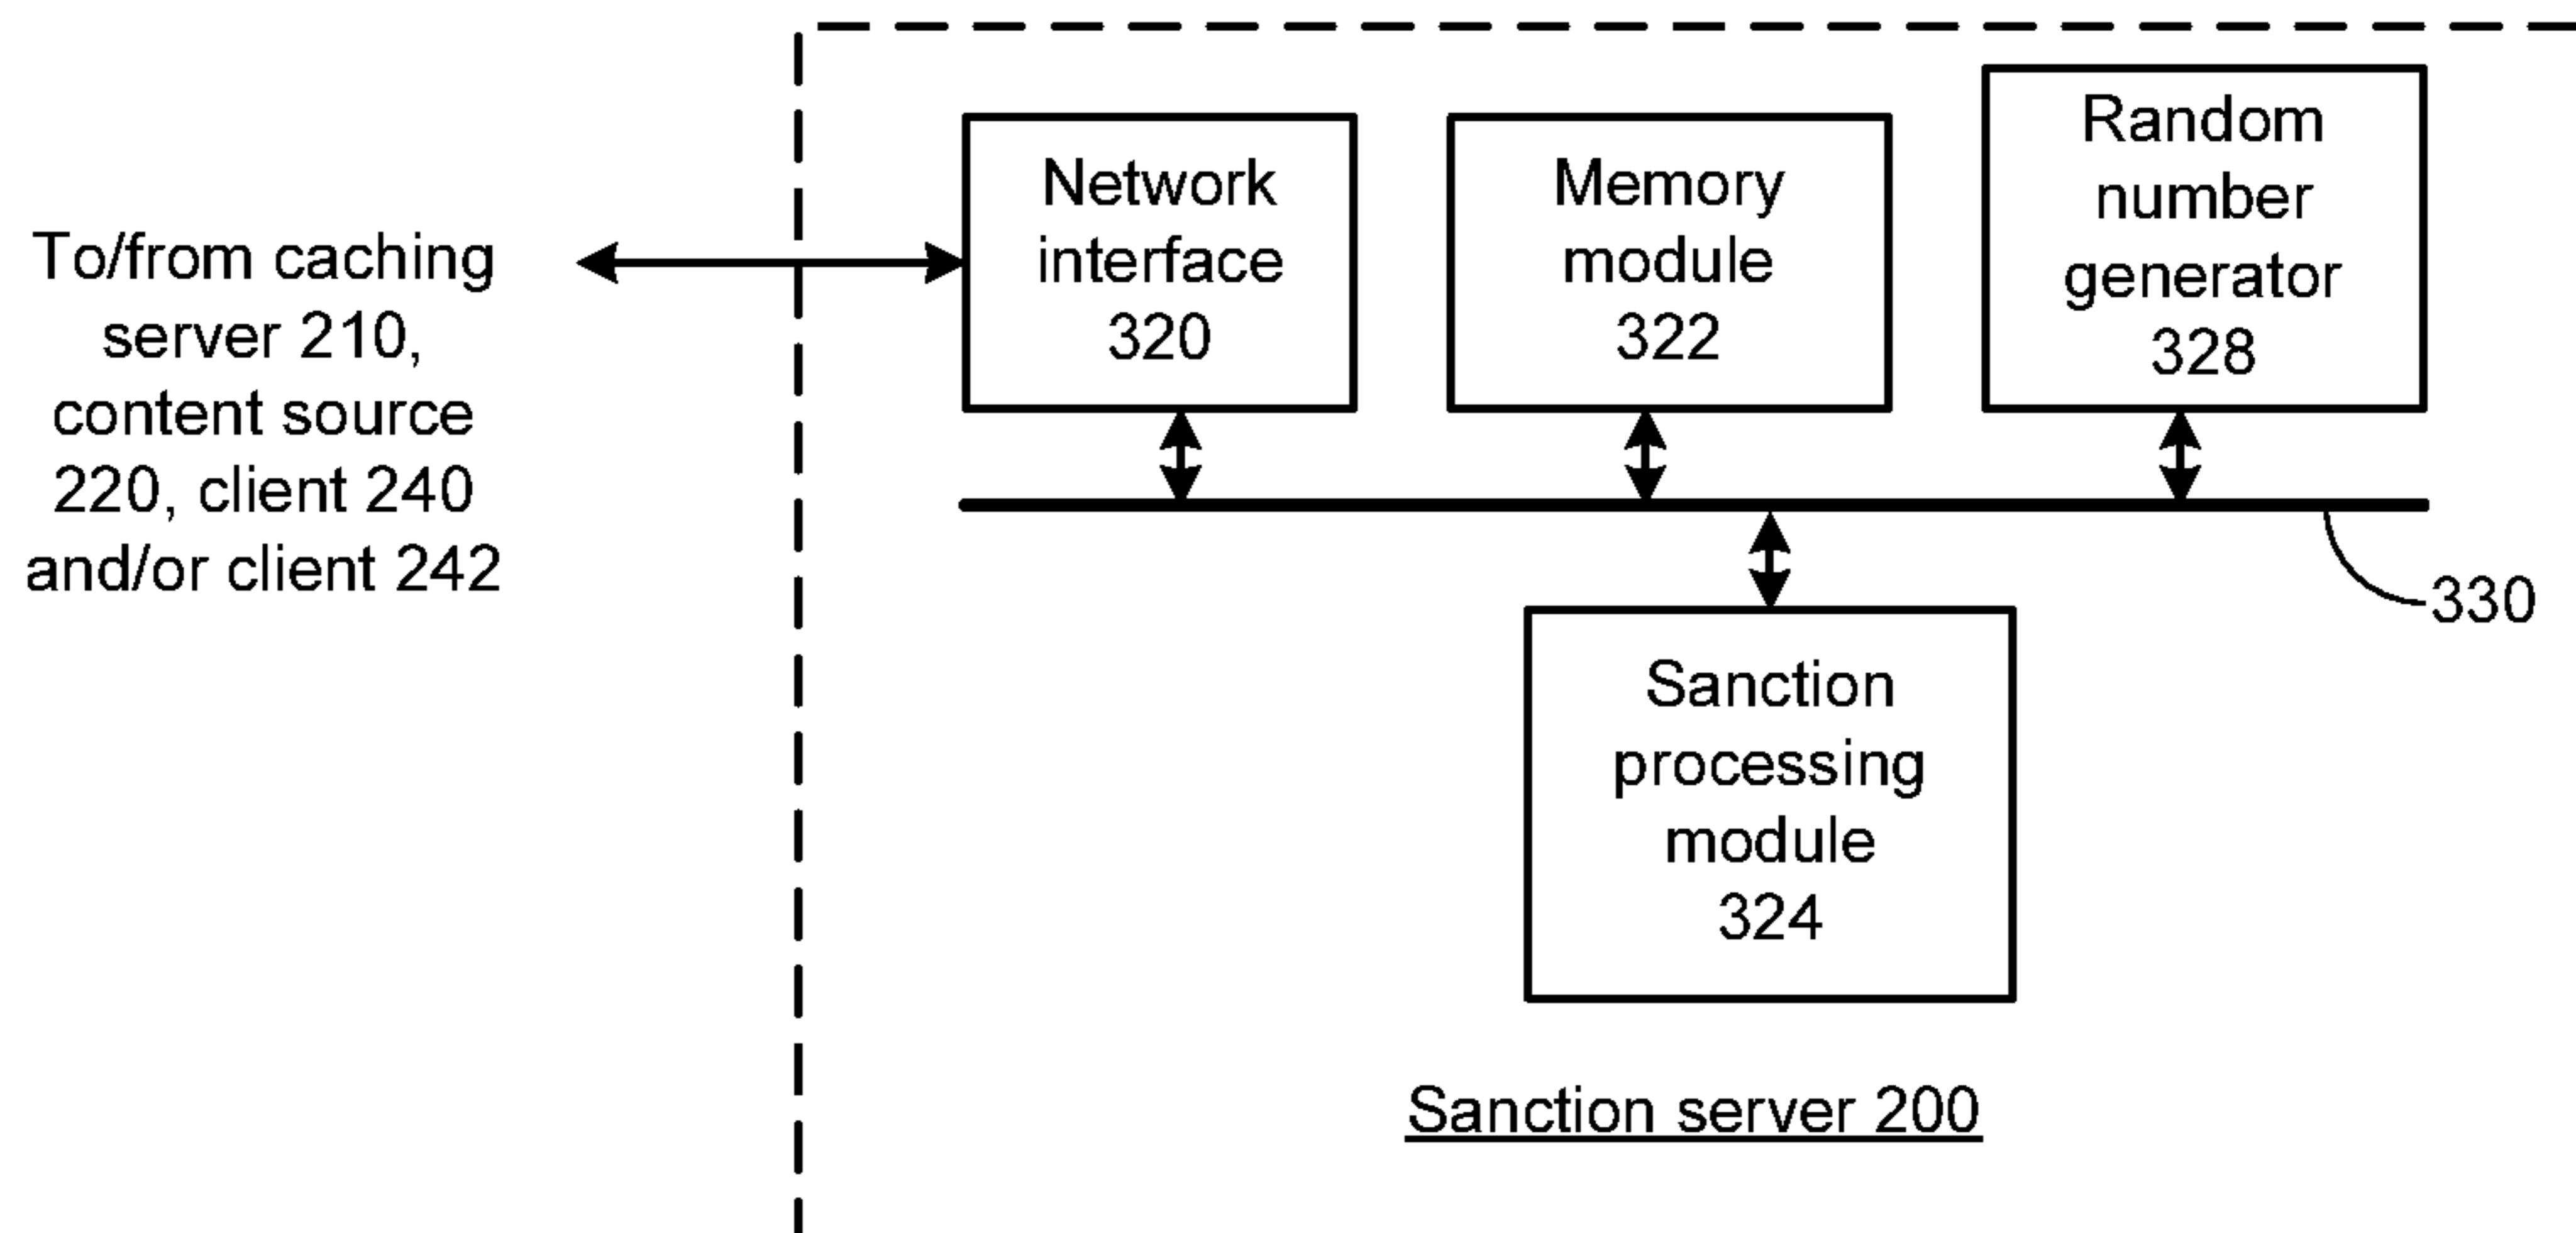 To/from caching
server 210,
content source
220, client 240
and/or client 242
Network
interface
320
Memory
module
322
Random
number
generator
328
330
Sanction
processing
module
324
Sanction server 200